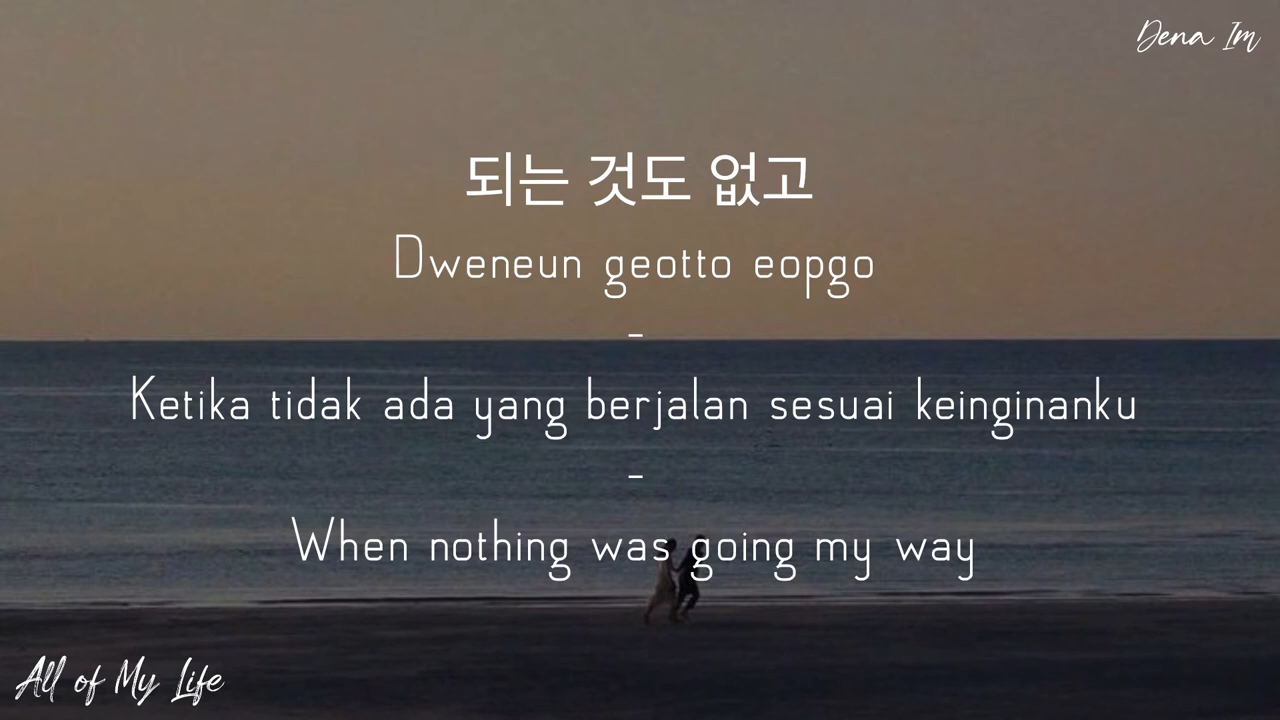 Dena Im
되는 것도 없고
Dweneun geotto eopgo
-
Ketika tidak ada yang berjalan sesuai keinginanku
-
When nothing was going my way
All of My Life